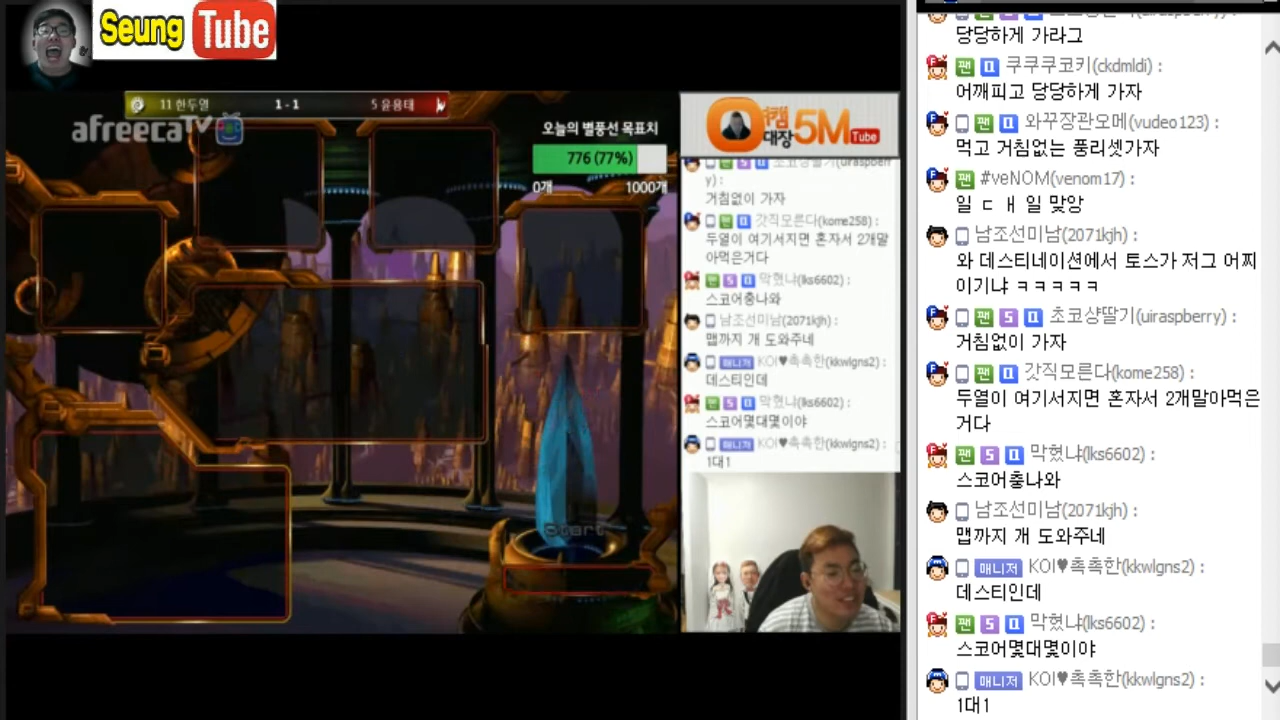 Seung Tube
11 한두열 1 - 1 5 윤용태
afreecaTV
오늘의 별풍선 목표치
776 (77%)
0개 1000개
Start
대장 5M Tube
y) :
거침없이 가자
팬 갓직모른다(kome258) :
두열이 여기서지면 혼자서 2개말
아먹은거다
팬 S 막혔냐(lks6602) :
스코어충나와
남조선미남(2071kjh) :
맵까지 개 도와주네
매니저 KOI♥촉촉한(kkwlgns2) :
데스티인데
팬 S 막혔냐(lks6602) :
스코어몇대몇이야
매니저 KOI♥촉촉한(kkwlgns2) :
1대1
당당하게 가라그
팬 쿠쿠쿠코키(ckdmldi) :
어깨피고 당당하게 가자
팬 와꾸장관오메(vudeo123) :
먹고 거침없는 풍리셋가자
팬 #veNOM(venom17) :
일 ㄷ ㅐ 일 맞앙
남조선미남(2071kjh) :
와 데스티네이션에서 토스가 저그 어찌
이기냐 ㅋㅋㅋㅋㅋ
팬 S 초코샹딸기(uiraspberry) :
거침없이 가자
팬 갓직모른다(kome258) :
두열이 여기서지면 혼자서 2개말아먹은
거다
팬 S 막혔냐(lks6602) :
스코어충나와
남조선미남(2071kjh) :
맵까지 개 도와주네
매니저 KOI♥촉촉한(kkwlgns2) :
데스티인데
팬 S 막혔냐(lks6602) :
스코어몇대몇이야
매니저 KOI♥촉촉한(kkwlgns2) :
1대1